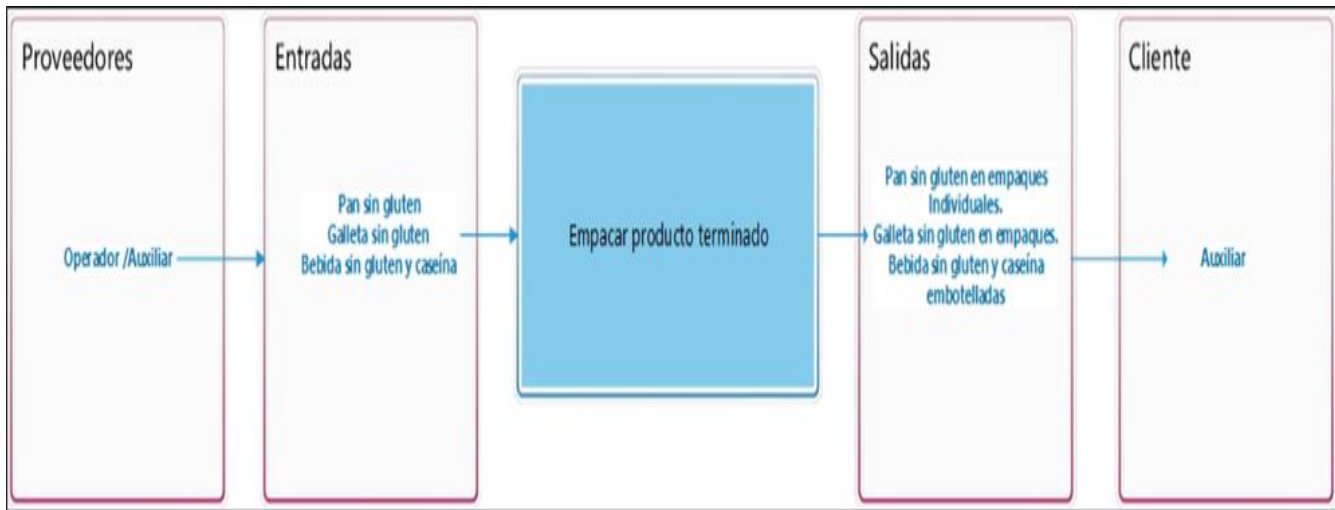 Proveedores
Operador /Auxiliar
Entradas
Pan sin gluten
Galleta sin gluten
Bebida sin gluten y caseína
Empacar producto terminado
Salidas
Pan sin gluten en empaques
Individuales.
Galleta sin gluten en empaques.
Bebida sin gluten y caseína
embotelladas
Cliente
Auxiliar